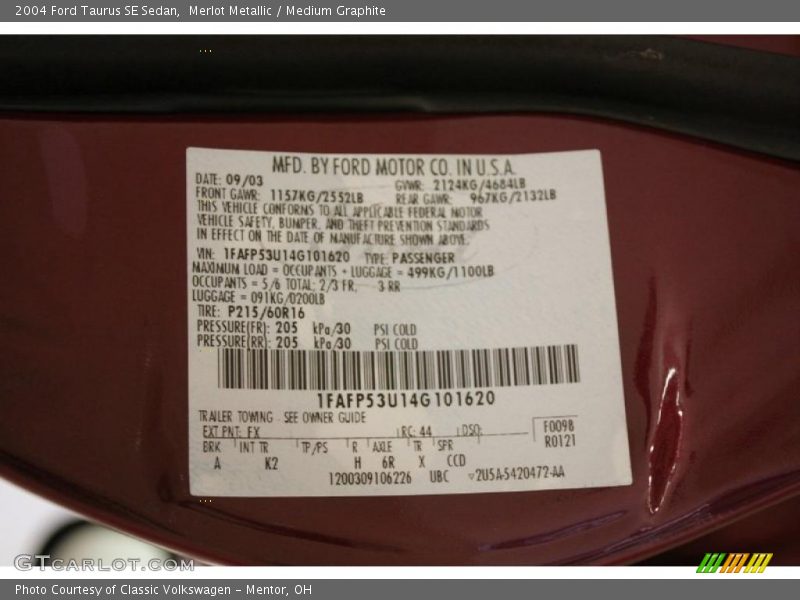 2004 Ford Taurus SE Sedan,  Merlot Metallic / Medium Graphite
MFD. BY FORD MOTOR CO. IN U.S.A.
DATE: 09/03 GVWR: 2124KG/4684LB
FRONT GAWR: 1157KG/2552LB REAR GAWR: 967KG/2132LB
THIS VEHICLE CONFORMS TO ALL APPLICABLE FEDERAL MOTOR
VEHICLE SAFETY, BUMPER, AND THEFT PREVENTION STANDARDS
IN EFFECT ON THE DATE OF MANUFACTURE SHOWN ABOVE.
VIN: 1FAFP53U14G101620 TYPE: PASSENGER
MAXIMUM LOAD = OCCUPANTS + LUGGAGE = 499KG/1100LB
OCCUPANTS = 5/6 TOTAL: 2/3 FR, 3 RR
LUGGAGE = 091KG/0200LB
TIRE: P215/60R16
PRESSURE(FR): 205 kPa/30 PSI COLD
PRESSURE(RR): 205 kPa/30 PSI COLD
1FAFP53U14G101620
TRAILER TOWING - SEE OWNER GUIDE
EXT PNT: FX RC: 44 DSO: F0098
R0121
BRK INT TR TP/PS R AXLE TR SPR
A K2 H 6R X CCD
1200309106226 UBC 2U5A-5420472-AA
GTcarlot.com
Photo Courtesy of Classic Volkswagen - Mentor, OH